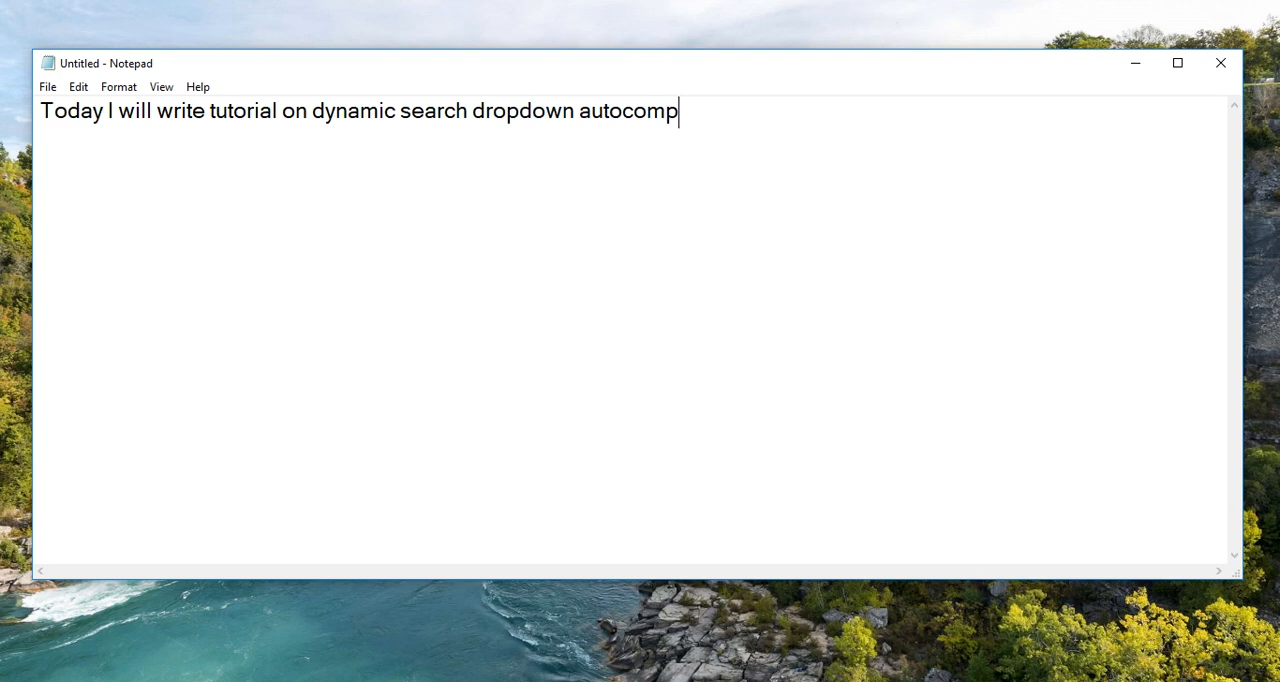 Untitled - Notepad
File Edit Format View Help
Today I will write tutorial on dynamic search dropdown autocomp